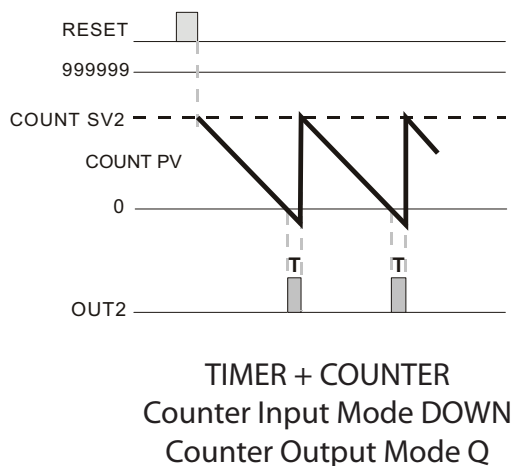 RESET
999999
COUNT SV2
COUNT PV
0
T T
OUT2
TIMER + COUNTER
Counter Input Mode DOWN
Counter Output Mode Q